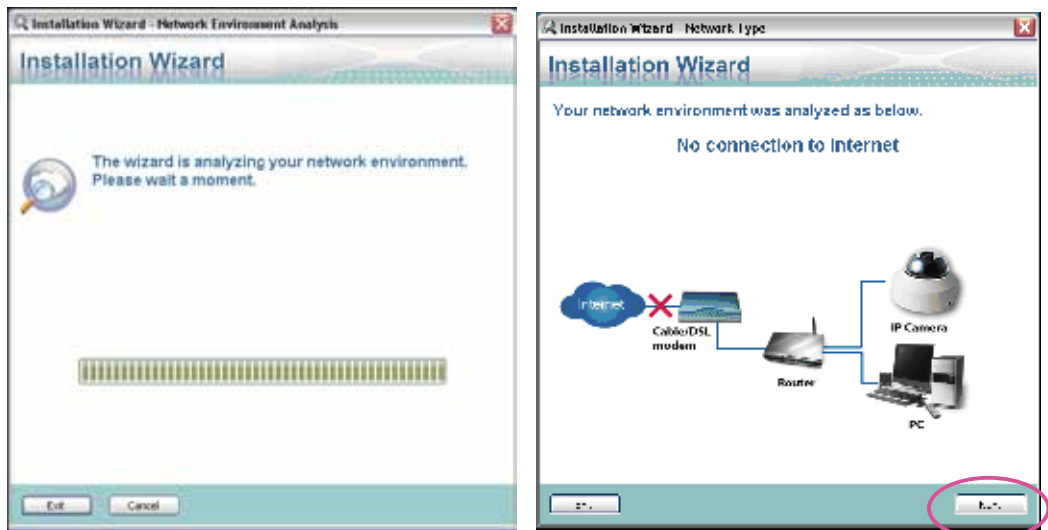 Installation Wizard - Network Environment Analysis
Installation Wizard
The wizard is analyzing your network environment.
Please wait a moment.
Exit
Cancel
Installation Wizard - Network Type
Installation Wizard
Your network environment was analyzed as below.
No connection to Internet
Internet
Cable/DSL
modem
Router
IP Camera
PC